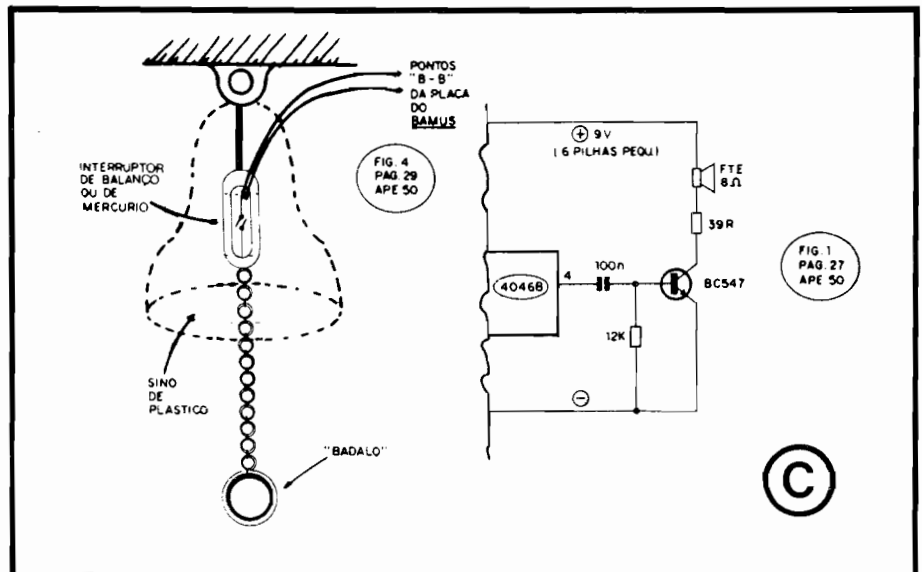 PONTOS
"B - B"
DA PLACA
DO
BAMUS
INTERRUPTOR
DE BALANÇO
OU DE
MERCURIO
FIG. 4
PAG. 29
APE 50
SINO
DE
PLASTICO
"BADALO"
⊕ 9V
(6 PILHAS PEQU.)
FTE
8Ω
39R
FIG. 1
PAG. 27
APE 50
100n
4
4046B
BC547
12K
⊖
C